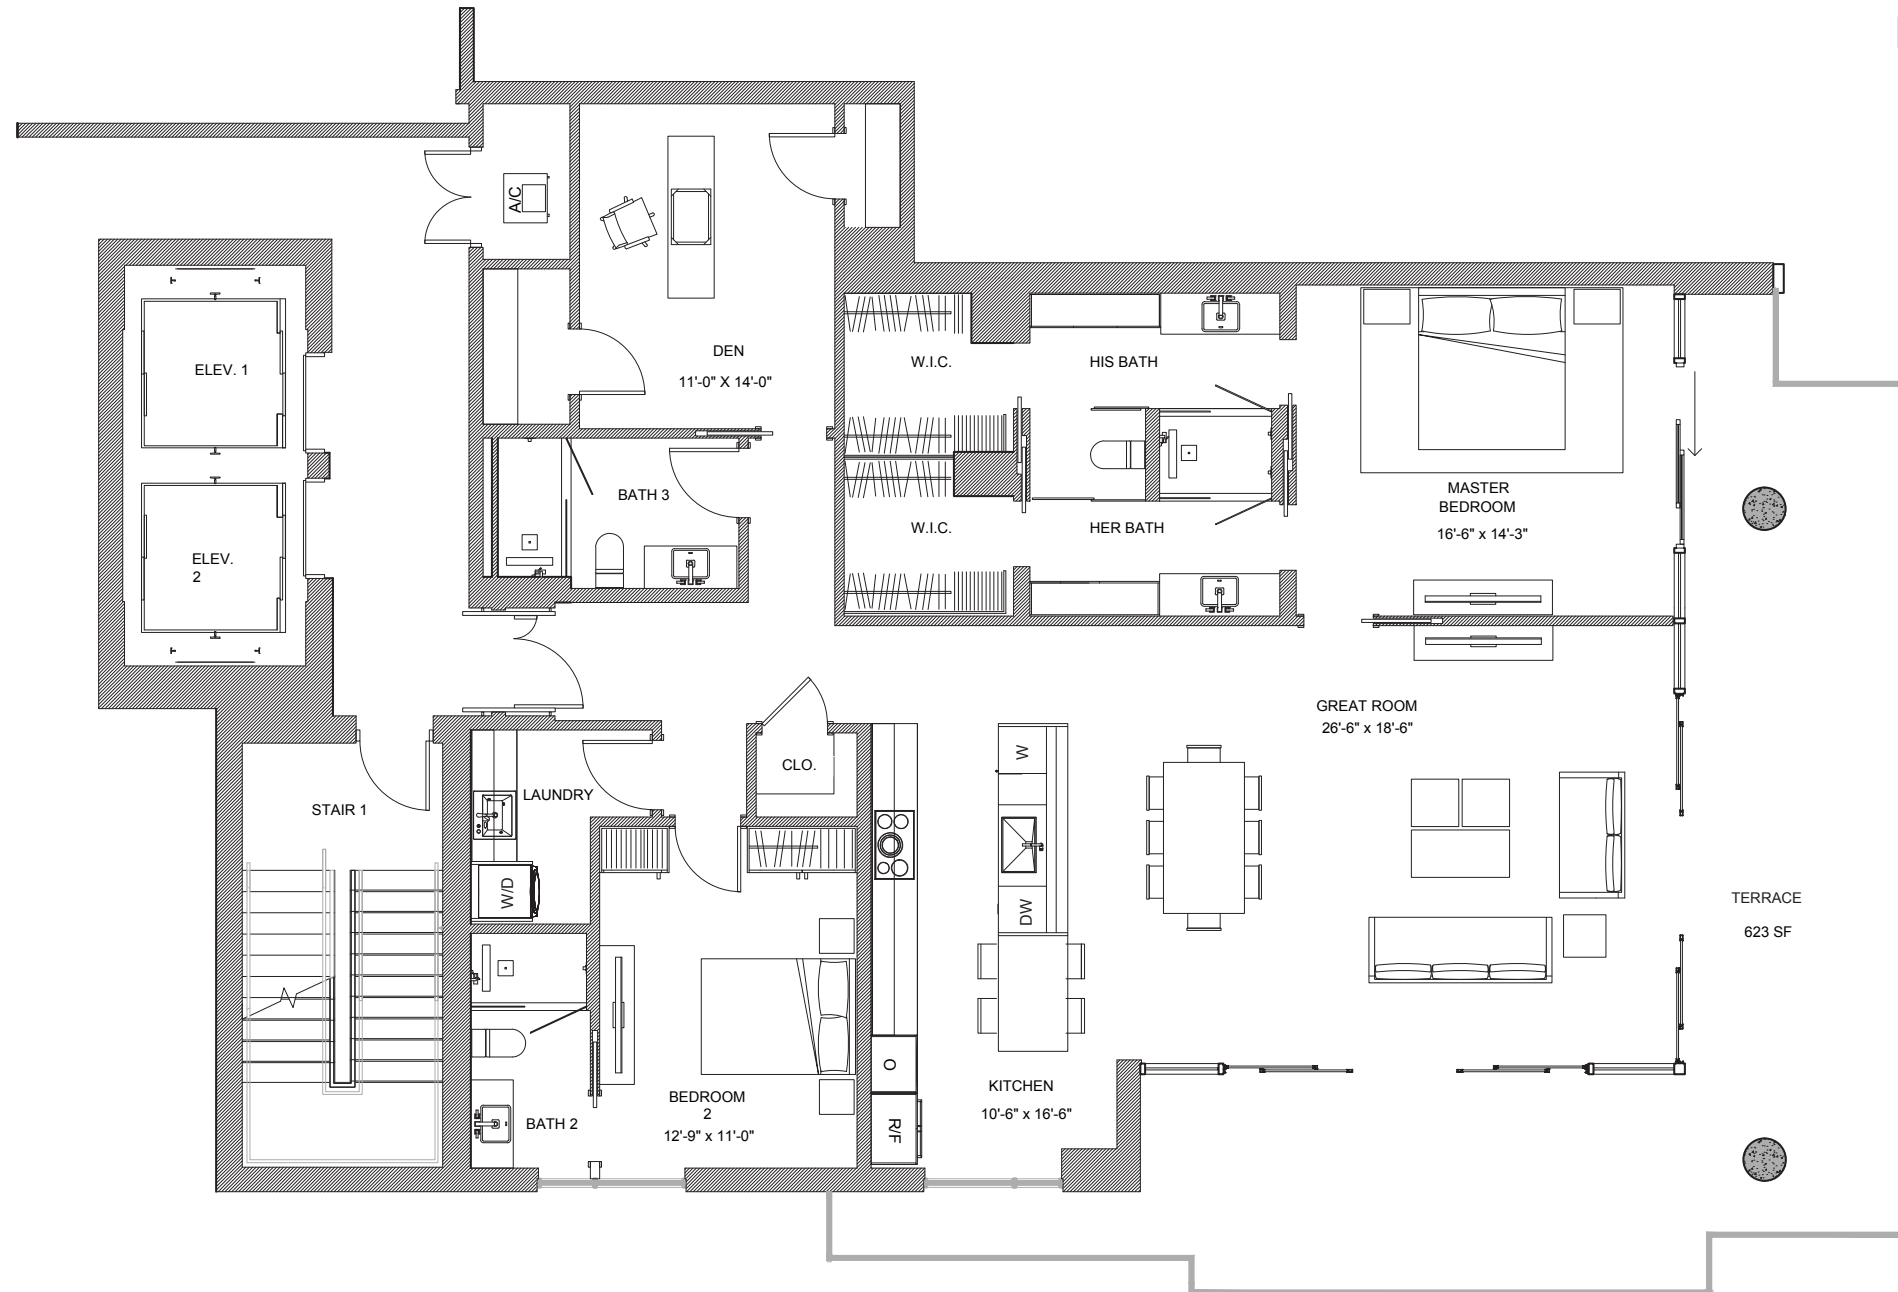 A/C
DEN
11'-0" X 14'-0"
ELEV. 1
W.I.C.
HIS BATH
BATH 3
MASTER
BEDROOM
16'-6" x 14'-3"
W.I.C.
HER BATH
ELEV.
2
GREAT ROOM
26'-6" x 18'-6"
W
CLO.
LAUNDRY
STAIR 1
W/D
DW
TERRACE
623 SF
O
KITCHEN
10'-6" x 16'-6"
BEDROOM
2
12'-9" x 11'-0"
BATH 2
R/F